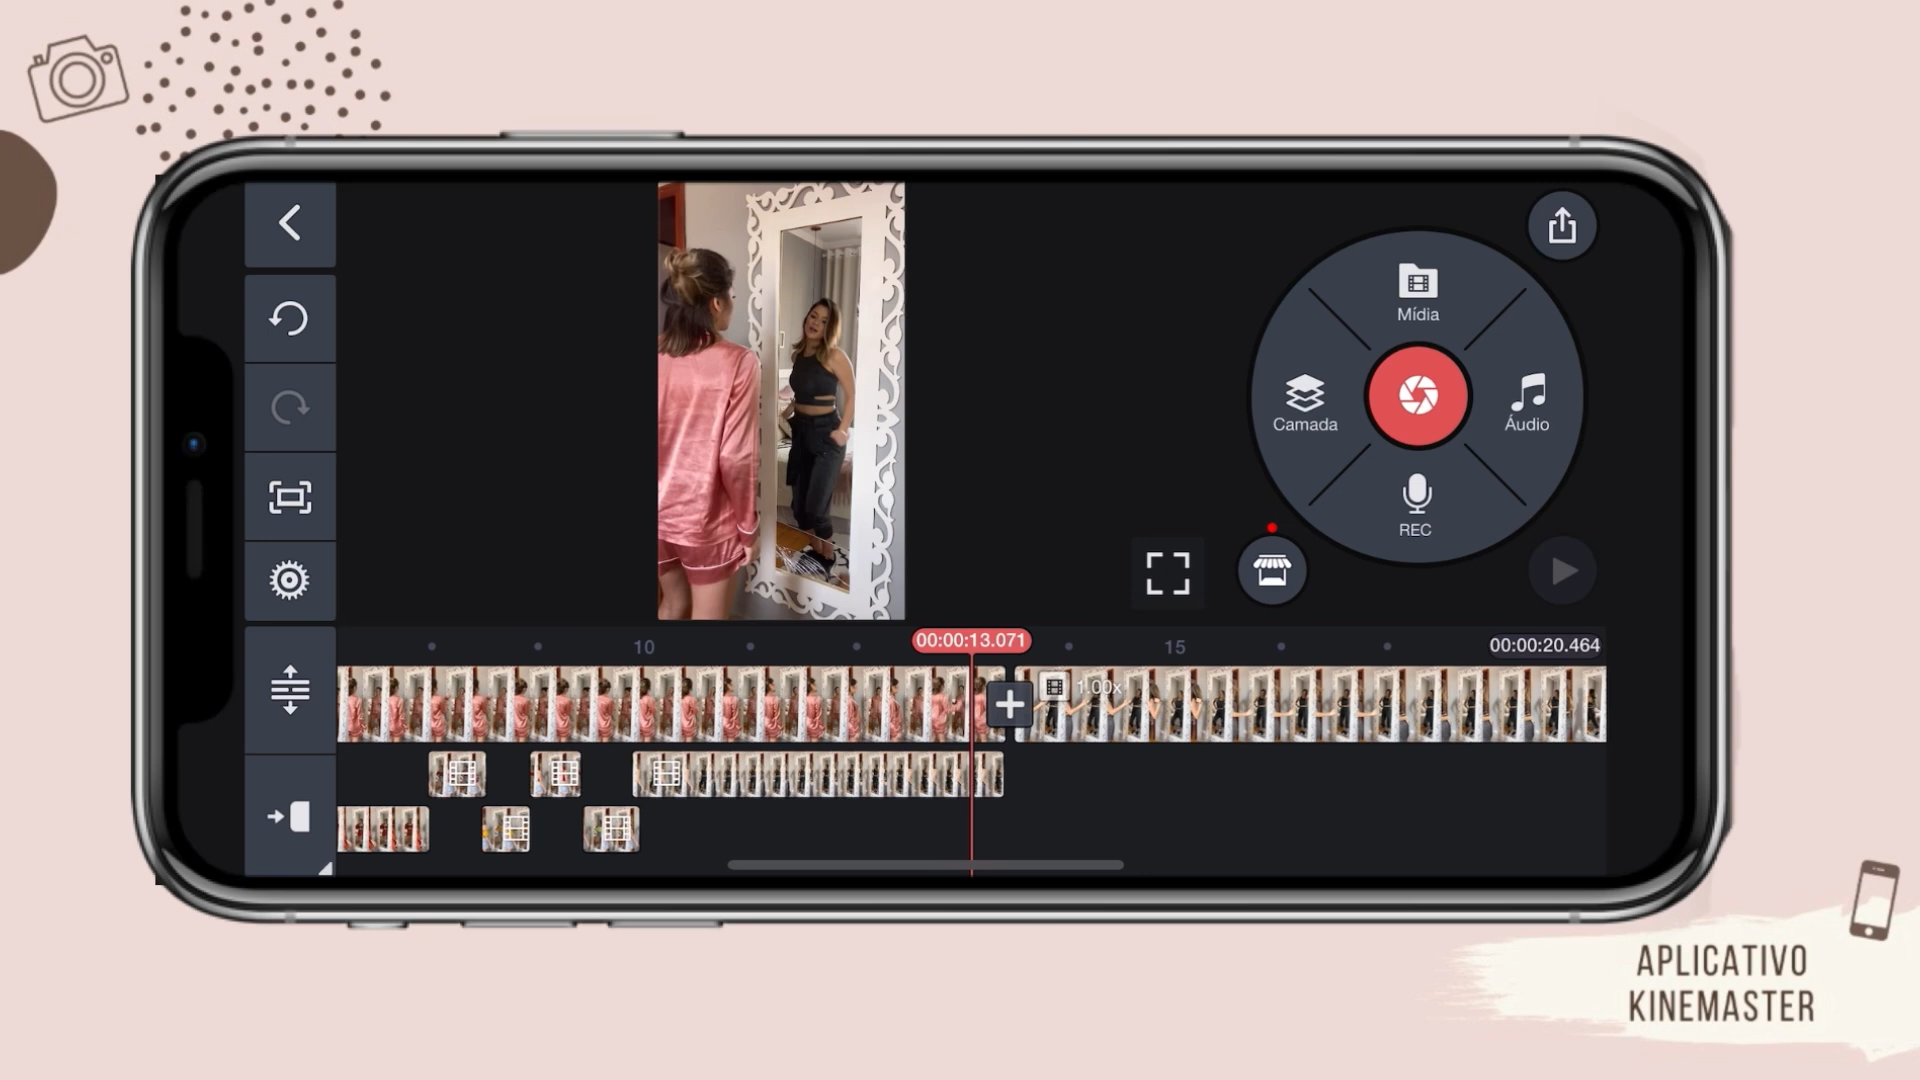 Mídia
Camada
Áudio
REC
10
00:00:13.071
15
00:00:20.464
1.00x
APLICATIVO
KINEMASTER